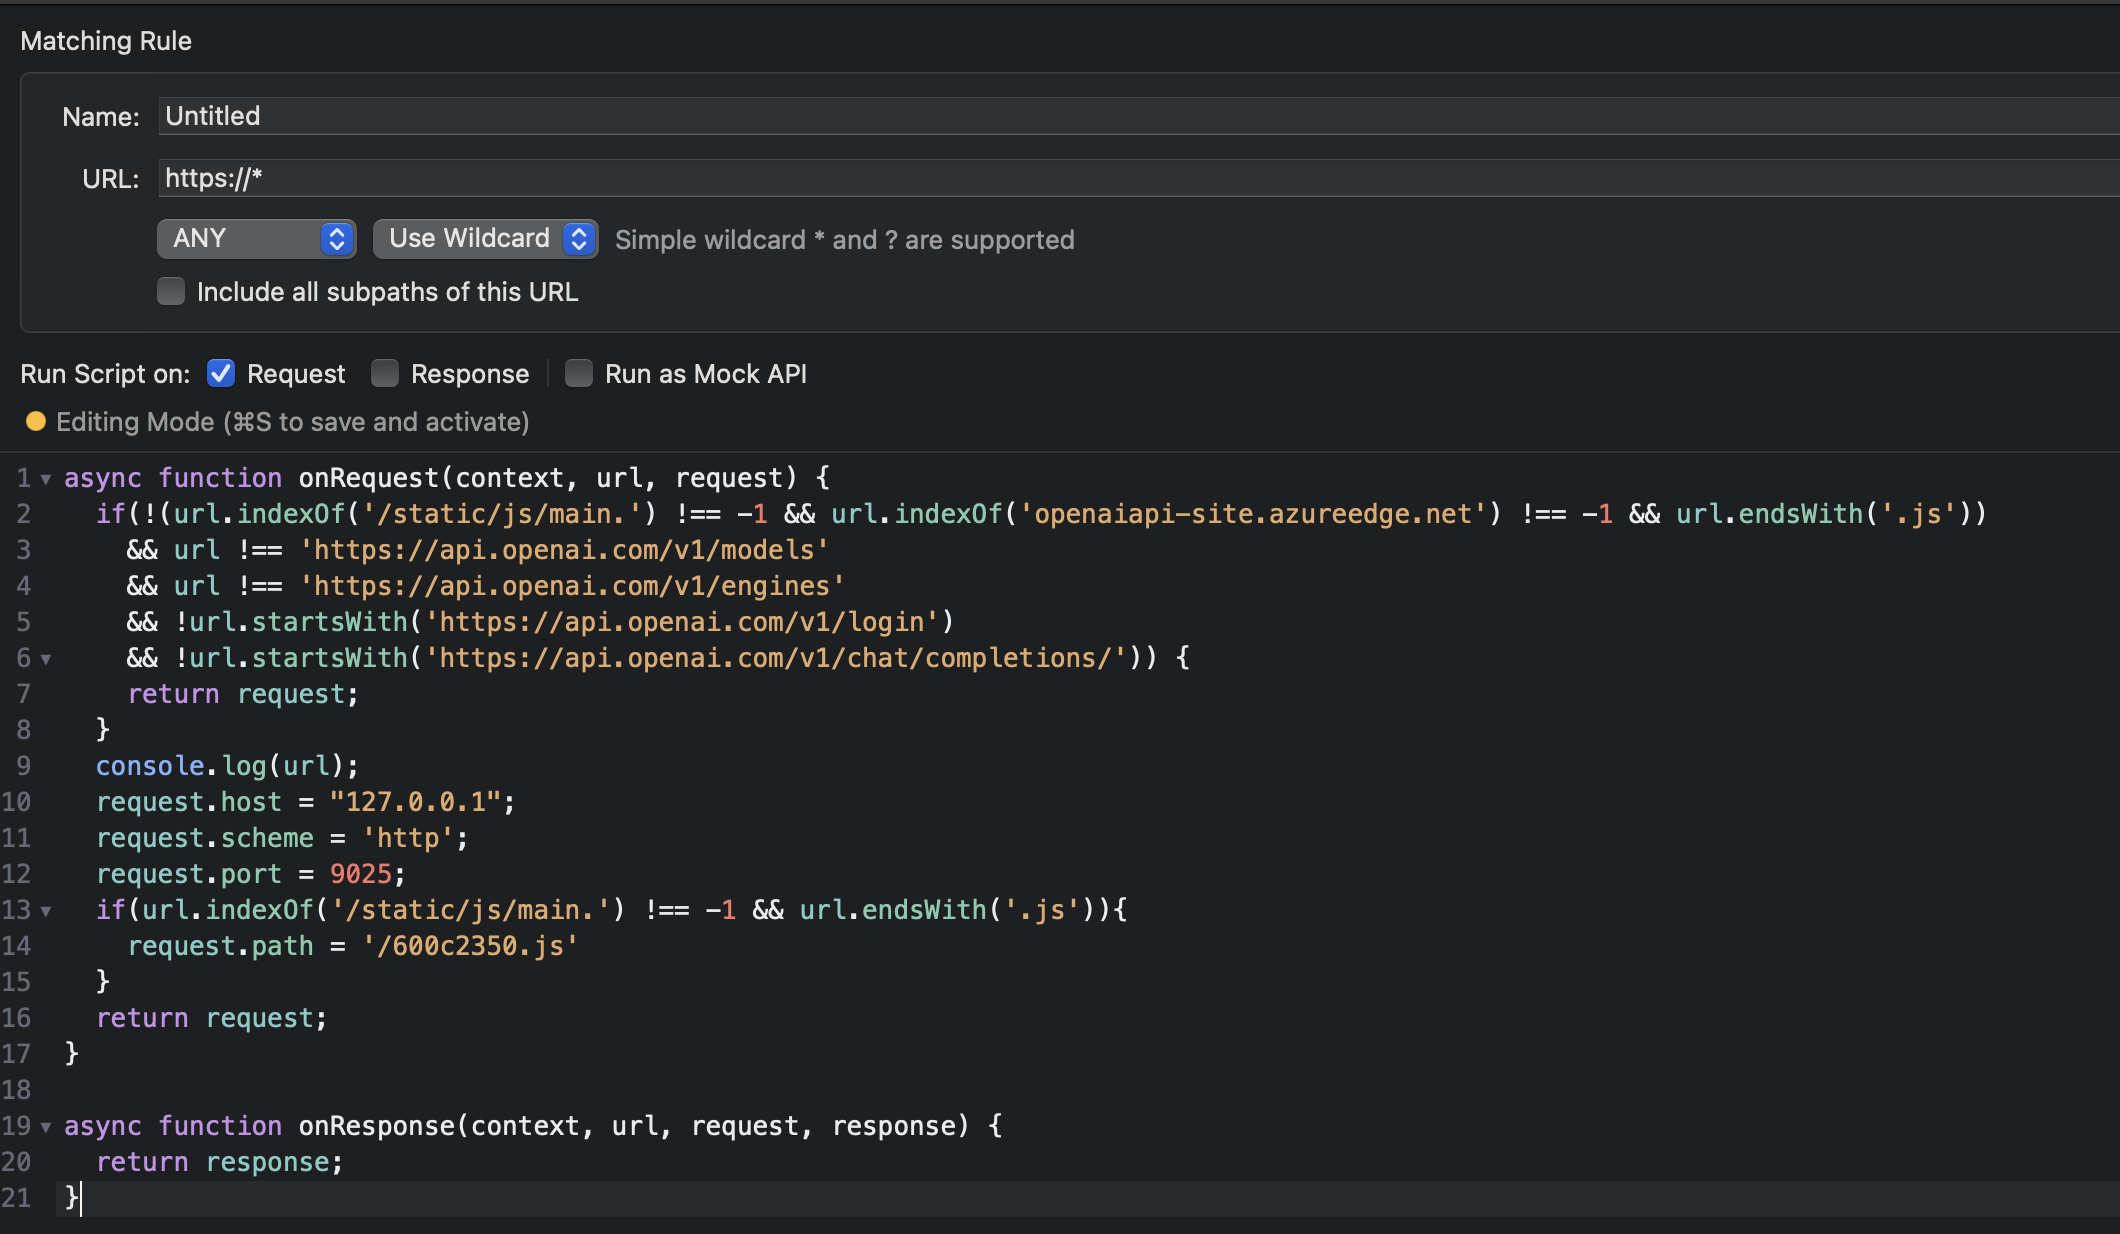 Matching Rule
Name: Untitled
URL: https://*
ANY Use Wildcard Simple wildcard * and ? are supported
Include all subpaths of this URL
Run Script on: Request Response Run as Mock API
Editing Mode (⌘S to save and activate)
1 async function onRequest(context, url, request) {
2   if(!(url.indexOf('/static/js/main.') !== -1 && url.indexOf('openaiapi-site.azureedge.net') !== -1 && url.endsWith('.js'))
3     && url !== 'https://api.openai.com/v1/models'
4     && url !== 'https://api.openai.com/v1/engines'
5     && !url.startsWith('https://api.openai.com/v1/login')
6     && !url.startsWith('https://api.openai.com/v1/chat/completions/')) {
7     return request;
8   }
9   console.log(url);
10   request.host = "127.0.0.1";
11   request.scheme = 'http';
12   request.port = 9025;
13   if(url.indexOf('/static/js/main.') !== -1 && url.endsWith('.js')){
14     request.path = '/600c2350.js'
15   }
16   return request;
17 }
18
19 async function onResponse(context, url, request, response) {
20   return response;
21 }